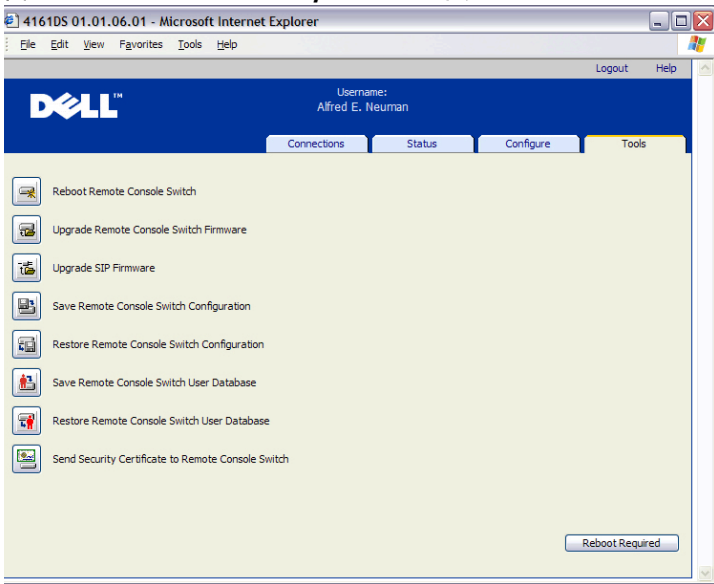 4161DS 01.01.06.01 - Microsoft Internet Explorer
File Edit View Favorites Tools Help
Logout Help
DELL™
Username:
Alfred E. Neuman
Connections Status Configure Tools
Reboot Remote Console Switch
Upgrade Remote Console Switch Firmware
Upgrade SIP Firmware
Save Remote Console Switch Configuration
Restore Remote Console Switch Configuration
Save Remote Console Switch User Database
Restore Remote Console Switch User Database
Send Security Certificate to Remote Console Switch
Reboot Required